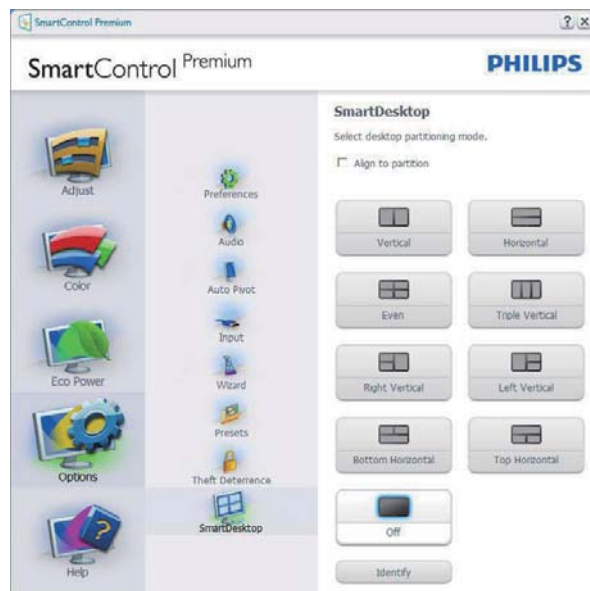 SmartControl Premium
SmartControl Premium
PHILIPS
Adjust
Color
Eco Power
Options
Help
Preferences
Audio
Auto Pivot
Input
Wizard
Presets
Theft Deterrence
SmartDesktop
SmartDesktop
Select desktop partitioning mode.
Align to partition
Vertical
Horizontal
Even
Triple Vertical
Right Vertical
Left Vertical
Bottom Horizontal
Top Horizontal
Off
Identify